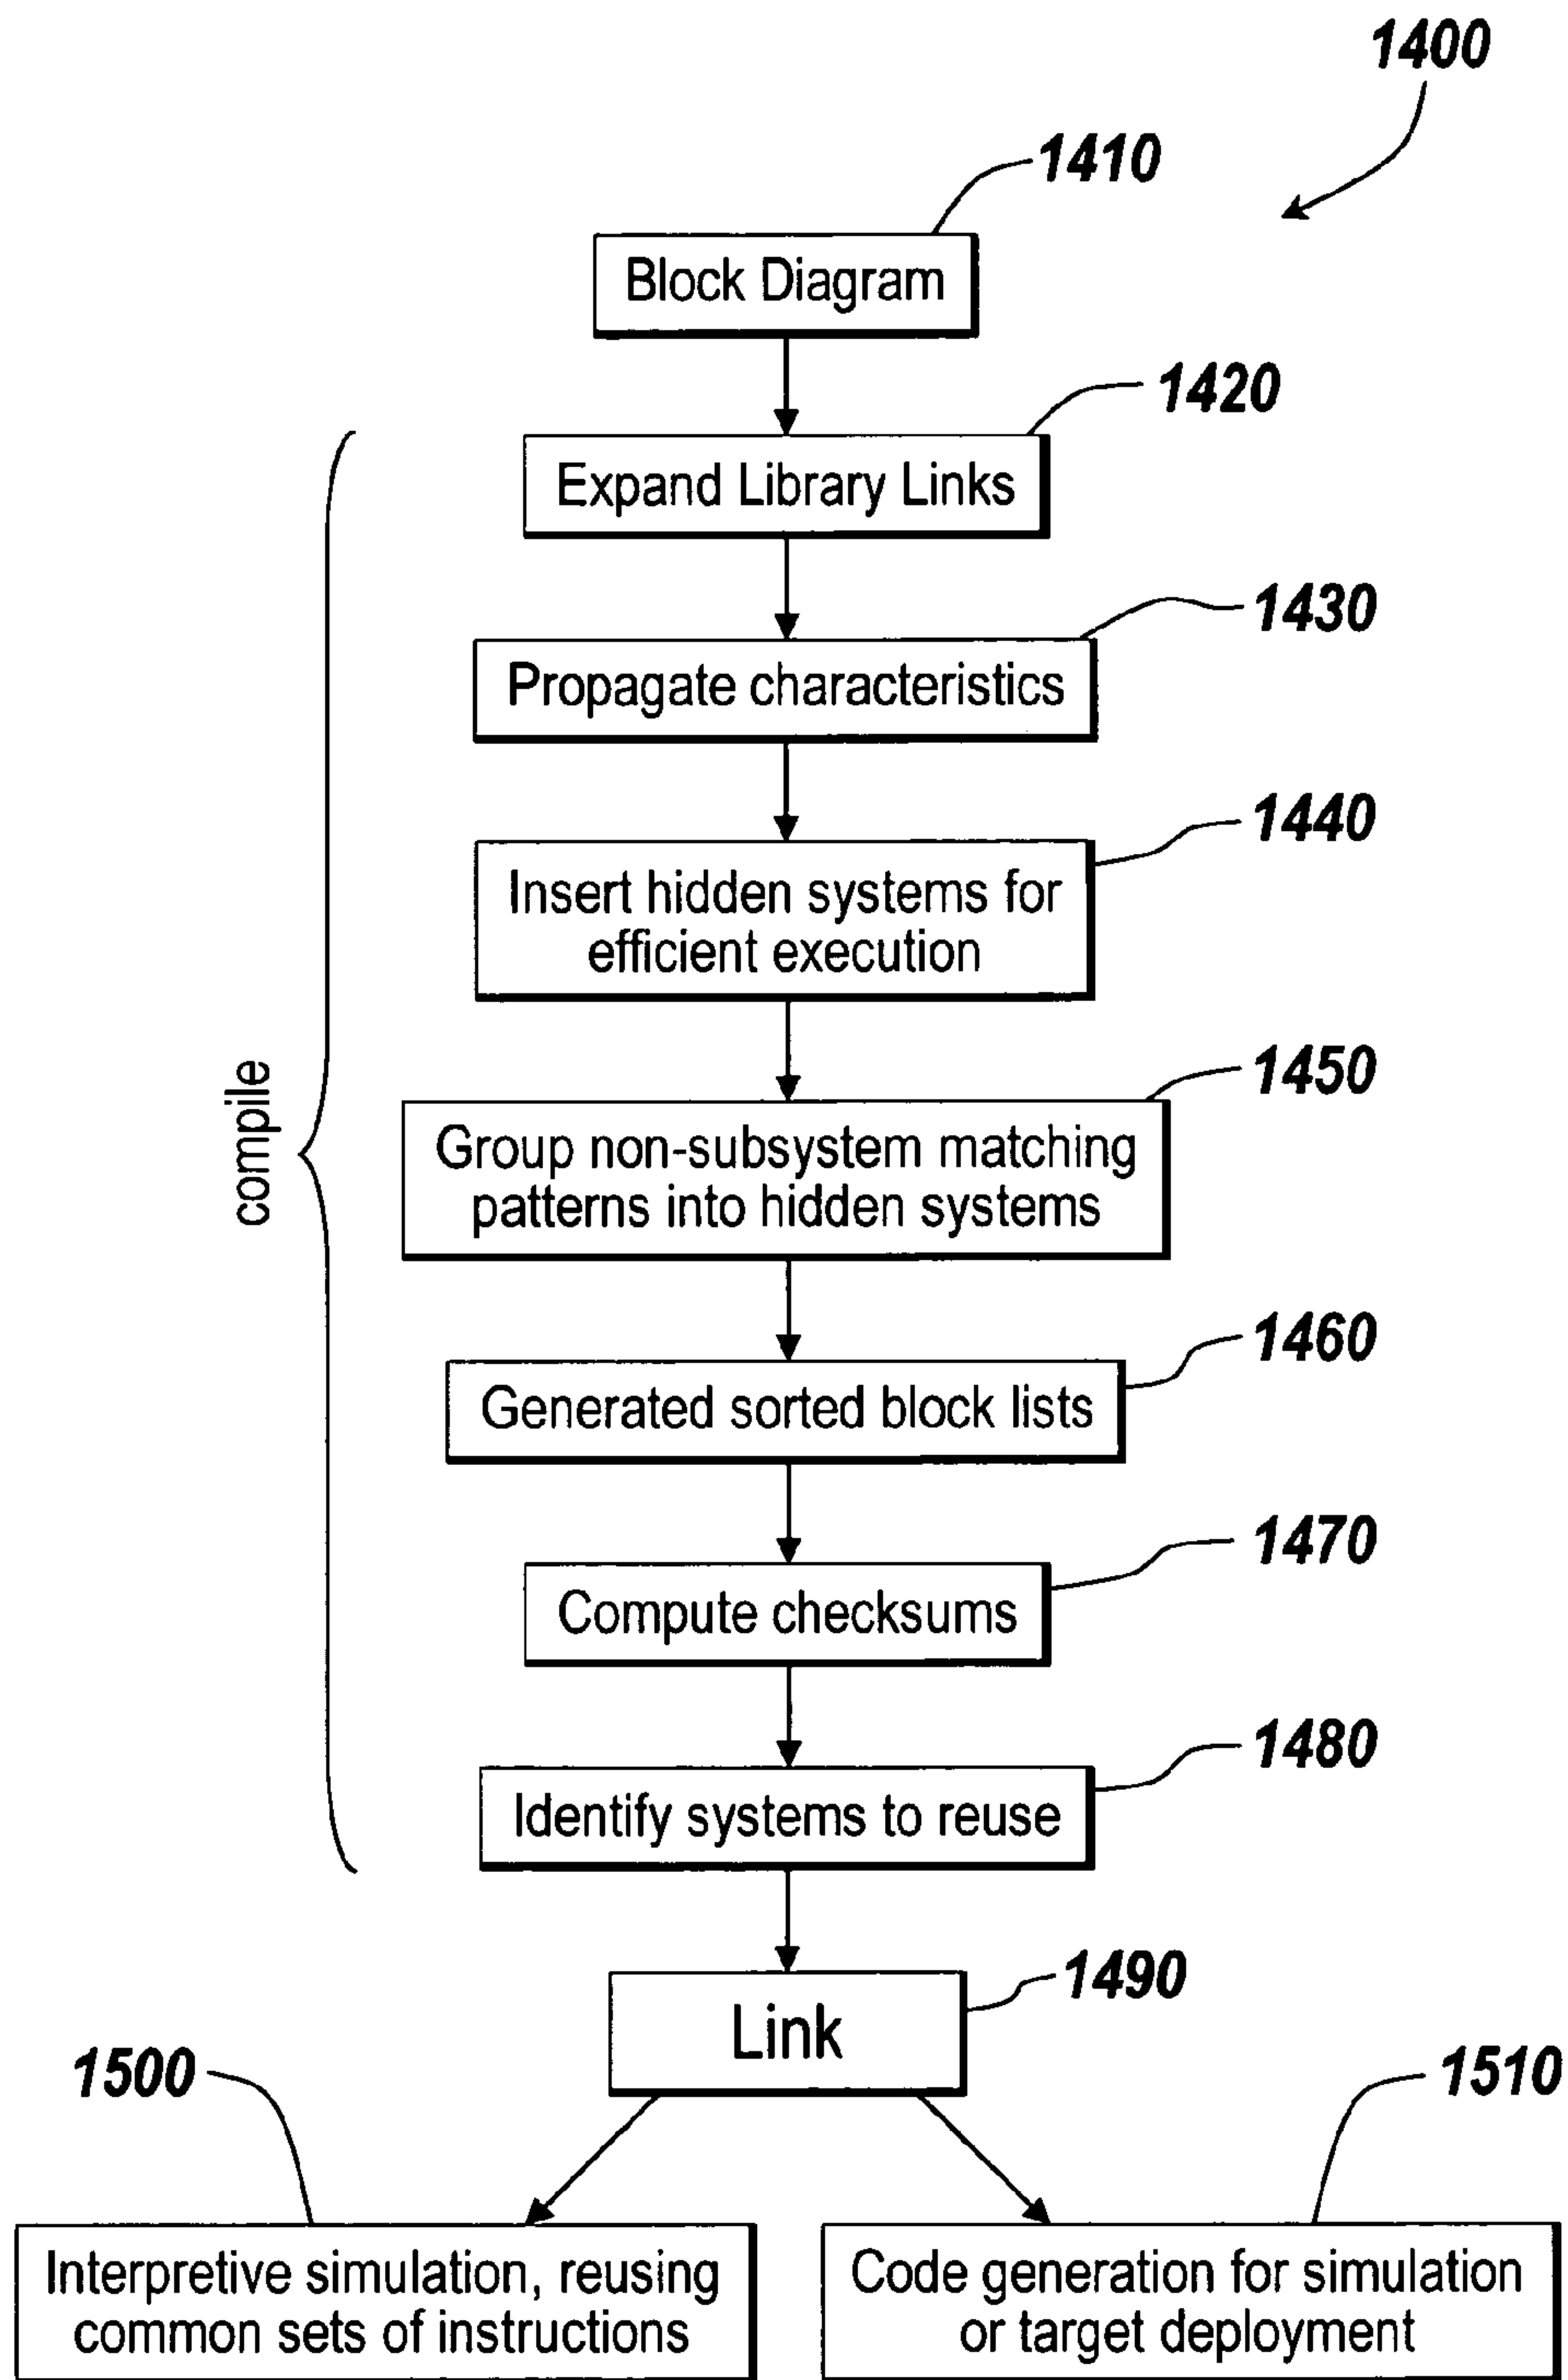 1400
1410
Block Diagram
1420
Expand Library Links
1430
Propagate characteristics
1440
Insert hidden systems for
efficient execution
1450
Group non-subsystem matching
patterns into hidden systems
compile
1460
Generated sorted block lists
1470
Compute checksums
1480
Identify systems to reuse
1490
Link
1500
1510
Interpretive simulation, reusing
common sets of instructions
Code generation for simulation
or target deployment